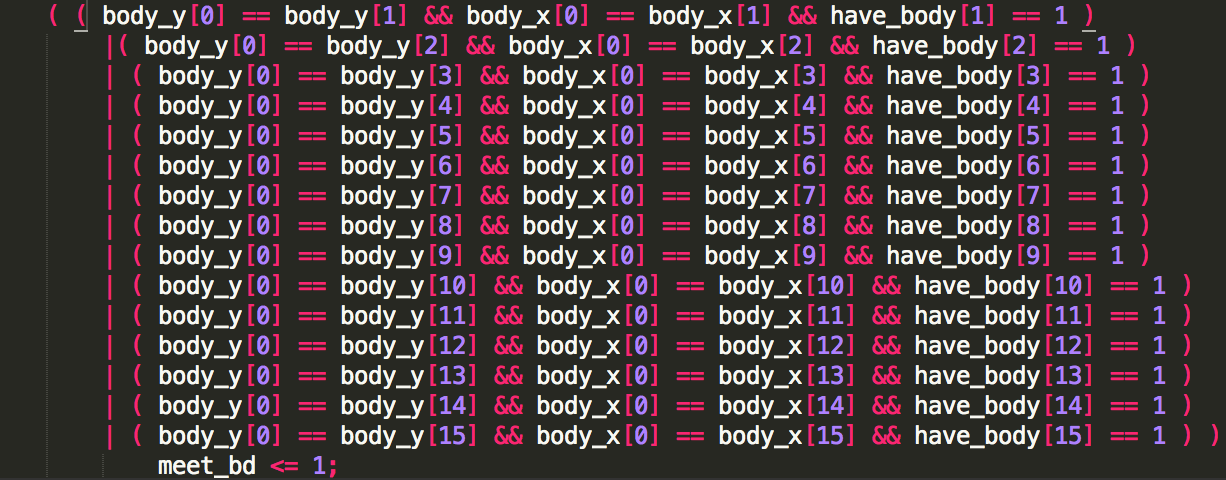 ( ( body_y[0] == body_y[1] && body_x[0] == body_x[1] && have_body[1] == 1 )
|( body_y[0] == body_y[2] && body_x[0] == body_x[2] && have_body[2] == 1 )
| ( body_y[0] == body_y[3] && body_x[0] == body_x[3] && have_body[3] == 1 )
| ( body_y[0] == body_y[4] && body_x[0] == body_x[4] && have_body[4] == 1 )
| ( body_y[0] == body_y[5] && body_x[0] == body_x[5] && have_body[5] == 1 )
| ( body_y[0] == body_y[6] && body_x[0] == body_x[6] && have_body[6] == 1 )
| ( body_y[0] == body_y[7] && body_x[0] == body_x[7] && have_body[7] == 1 )
| ( body_y[0] == body_y[8] && body_x[0] == body_x[8] && have_body[8] == 1 )
| ( body_y[0] == body_y[9] && body_x[0] == body_x[9] && have_body[9] == 1 )
| ( body_y[0] == body_y[10] && body_x[0] == body_x[10] && have_body[10] == 1 )
| ( body_y[0] == body_y[11] && body_x[0] == body_x[11] && have_body[11] == 1 )
| ( body_y[0] == body_y[12] && body_x[0] == body_x[12] && have_body[12] == 1 )
| ( body_y[0] == body_y[13] && body_x[0] == body_x[13] && have_body[13] == 1 )
| ( body_y[0] == body_y[14] && body_x[0] == body_x[14] && have_body[14] == 1 )
| ( body_y[0] == body_y[15] && body_x[0] == body_x[15] && have_body[15] == 1 ) )
meet_bd <= 1;